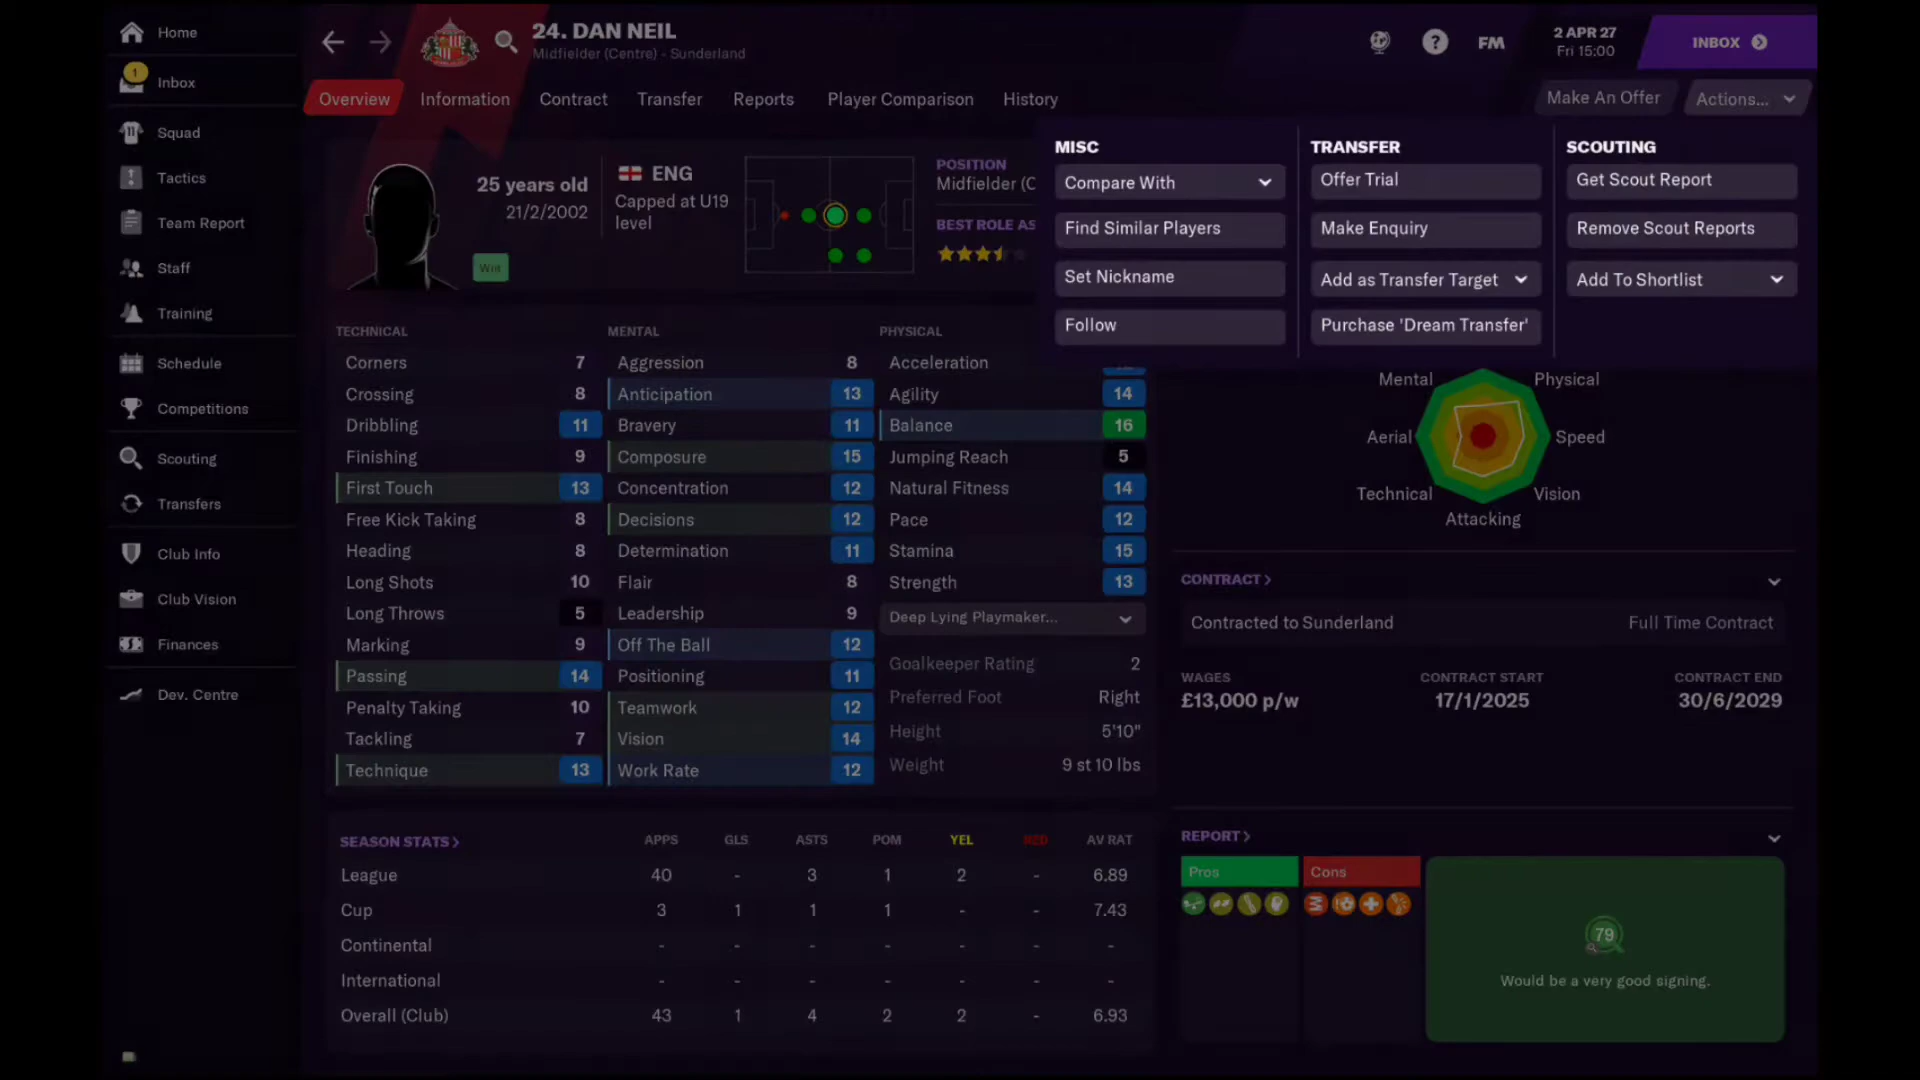 Home
1
Inbox
Squad
Tactics
Team Report
Staff
Training
Schedule
Competitions
Scouting
Transfers
Club Info
Club Vision
Finances
Dev. Centre
24. DAN NEIL
Midfielder (Centre) - Sunderland
?
FM
2 APR 27
Fri 15:00
INBOX
Overview
Information
Contract
Transfer
Reports
Player Comparison
History
Make An Offer
Actions...
25 years old
21/2/2002
ENG
Capped at U19
level
Wnt
POSITION
Midfielder (C
BEST ROLE AS
MISC
Compare With
Find Similar Players
Set Nickname
Follow
TRANSFER
Offer Trial
Make Enquiry
Add as Transfer Target
Purchase 'Dream Transfer'
SCOUTING
Get Scout Report
Remove Scout Reports
Add To Shortlist
TECHNICAL
Corners 7
Crossing 8
Dribbling 11
Finishing 9
First Touch 13
Free Kick Taking 8
Heading 8
Long Shots 10
Long Throws 5
Marking 9
Passing 14
Penalty Taking 10
Tackling 7
Technique 13
MENTAL
Aggression 8
Anticipation 13
Bravery 11
Composure 15
Concentration 12
Decisions 12
Determination 11
Flair 8
Leadership 9
Off The Ball 12
Positioning 11
Teamwork 12
Vision 14
Work Rate 12
PHYSICAL
Acceleration
Agility 14
Balance 16
Jumping Reach 5
Natural Fitness 14
Pace 12
Stamina 15
Strength 13
Deep Lying Playmaker...
Goalkeeper Rating 2
Preferred Foot Right
Height 5'10"
Weight 9 st 10 lbs
Mental Physical
Aerial Speed
Technical Vision
Attacking
CONTRACT
Contracted to Sunderland Full Time Contract
WAGES CONTRACT START CONTRACT END
£13,000 p/w 17/1/2025 30/6/2029
SEASON STATS APPS GLS ASTS POM YEL RED AV RAT
League 40 - 3 1 2 - 6.89
Cup 3 1 1 1 - - 7.43
Continental - - - - - - -
International - - - - - - -
Overall (Club) 43 1 4 2 2 - 6.93
REPORT
Pros Cons
79
Would be a very good signing.